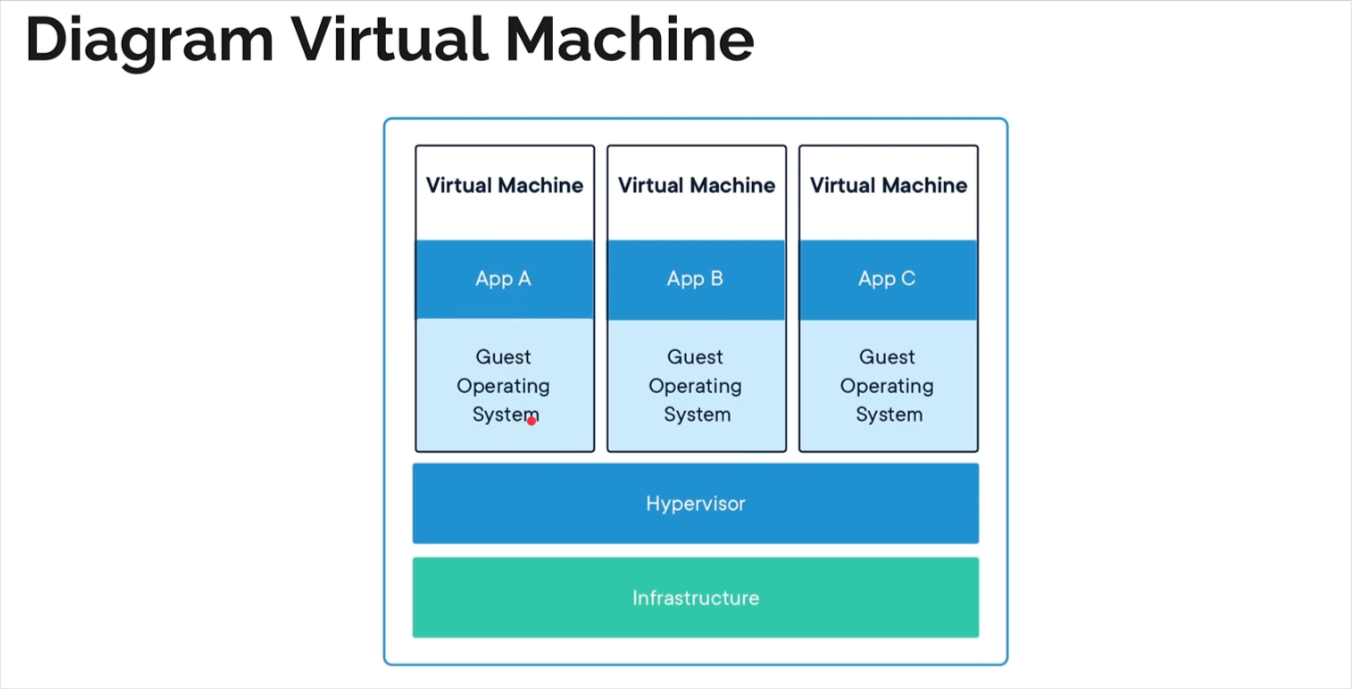 Diagram Virtual Machine
Virtual Machine
App A
Guest
Operating
System
Virtual Machine
App B
Guest
Operating
System
Virtual Machine
App C
Guest
Operating
System
Hypervisor
Infrastructure